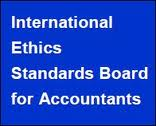 International
Ethics
Standards Board
for Accountants